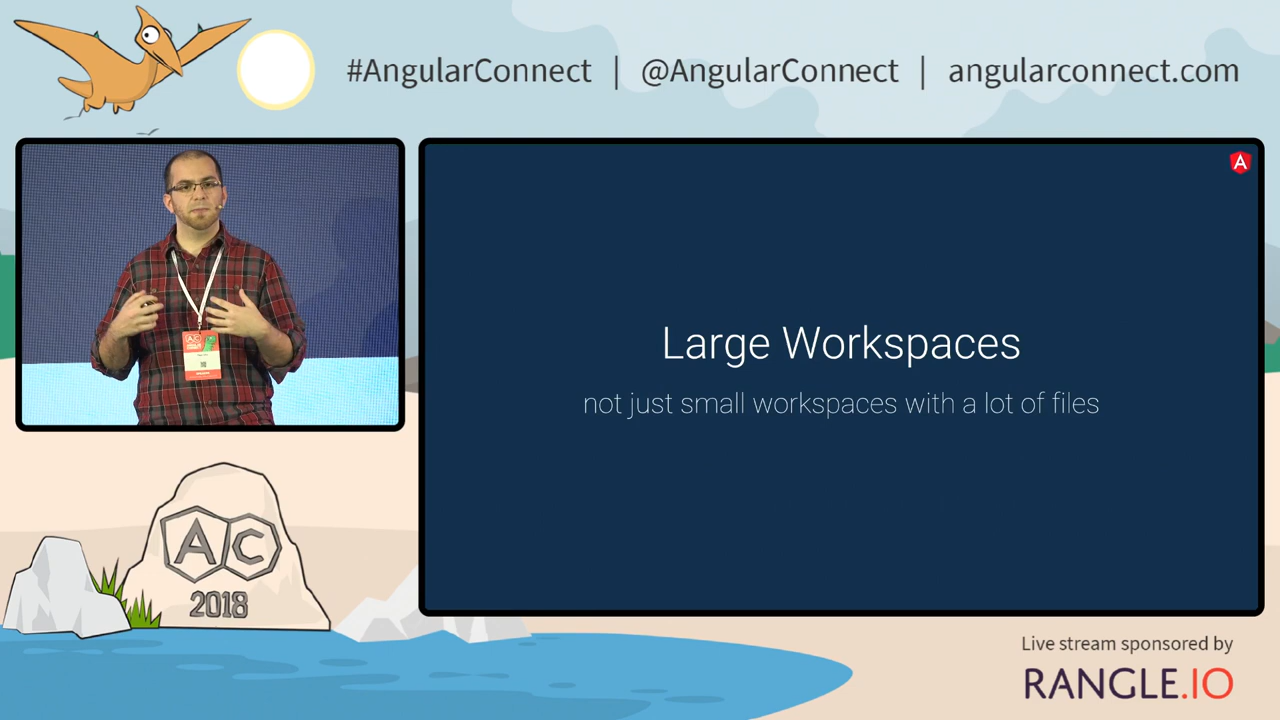 #AngularConnect | @AngularConnect | angularconnect.com
A
Large Workspaces
not just small workspaces with a lot of files
AC
AC
2018
Live stream sponsored by
RANGLE.IO